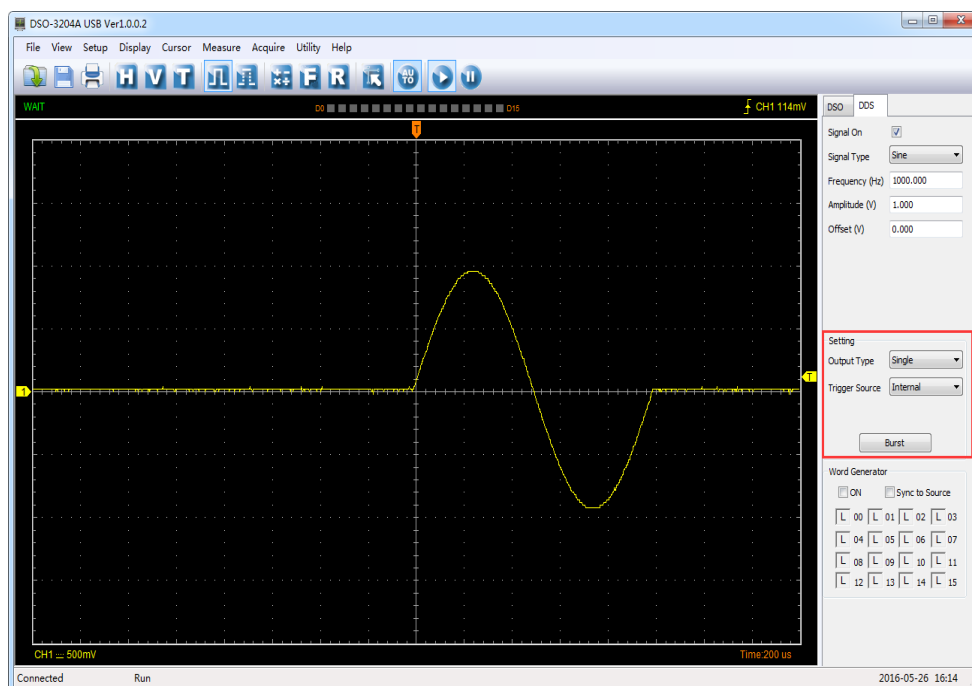 DSO-3204A USB Ver1.0.0.2
File View Setup Display Cursor Measure Acquire Utility Help
H V T F R AU TO
WAIT D0 D15 CH1 114mV
T
1
T
CH1 500mV Time:200 us
DSO DDS
Signal On
Signal Type Sine
Frequency (Hz) 1000.000
Amplitude (V) 1.000
Offset (V) 0.000
Setting
Output Type Single
Trigger Source Internal
Burst
Word Generator
ON Sync to Source
L 00 L 01 L 02 L 03
L 04 L 05 L 06 L 07
L 08 L 09 L 10 L 11
L 12 L 13 L 14 L 15
Connected Run 2016-05-26 16:14